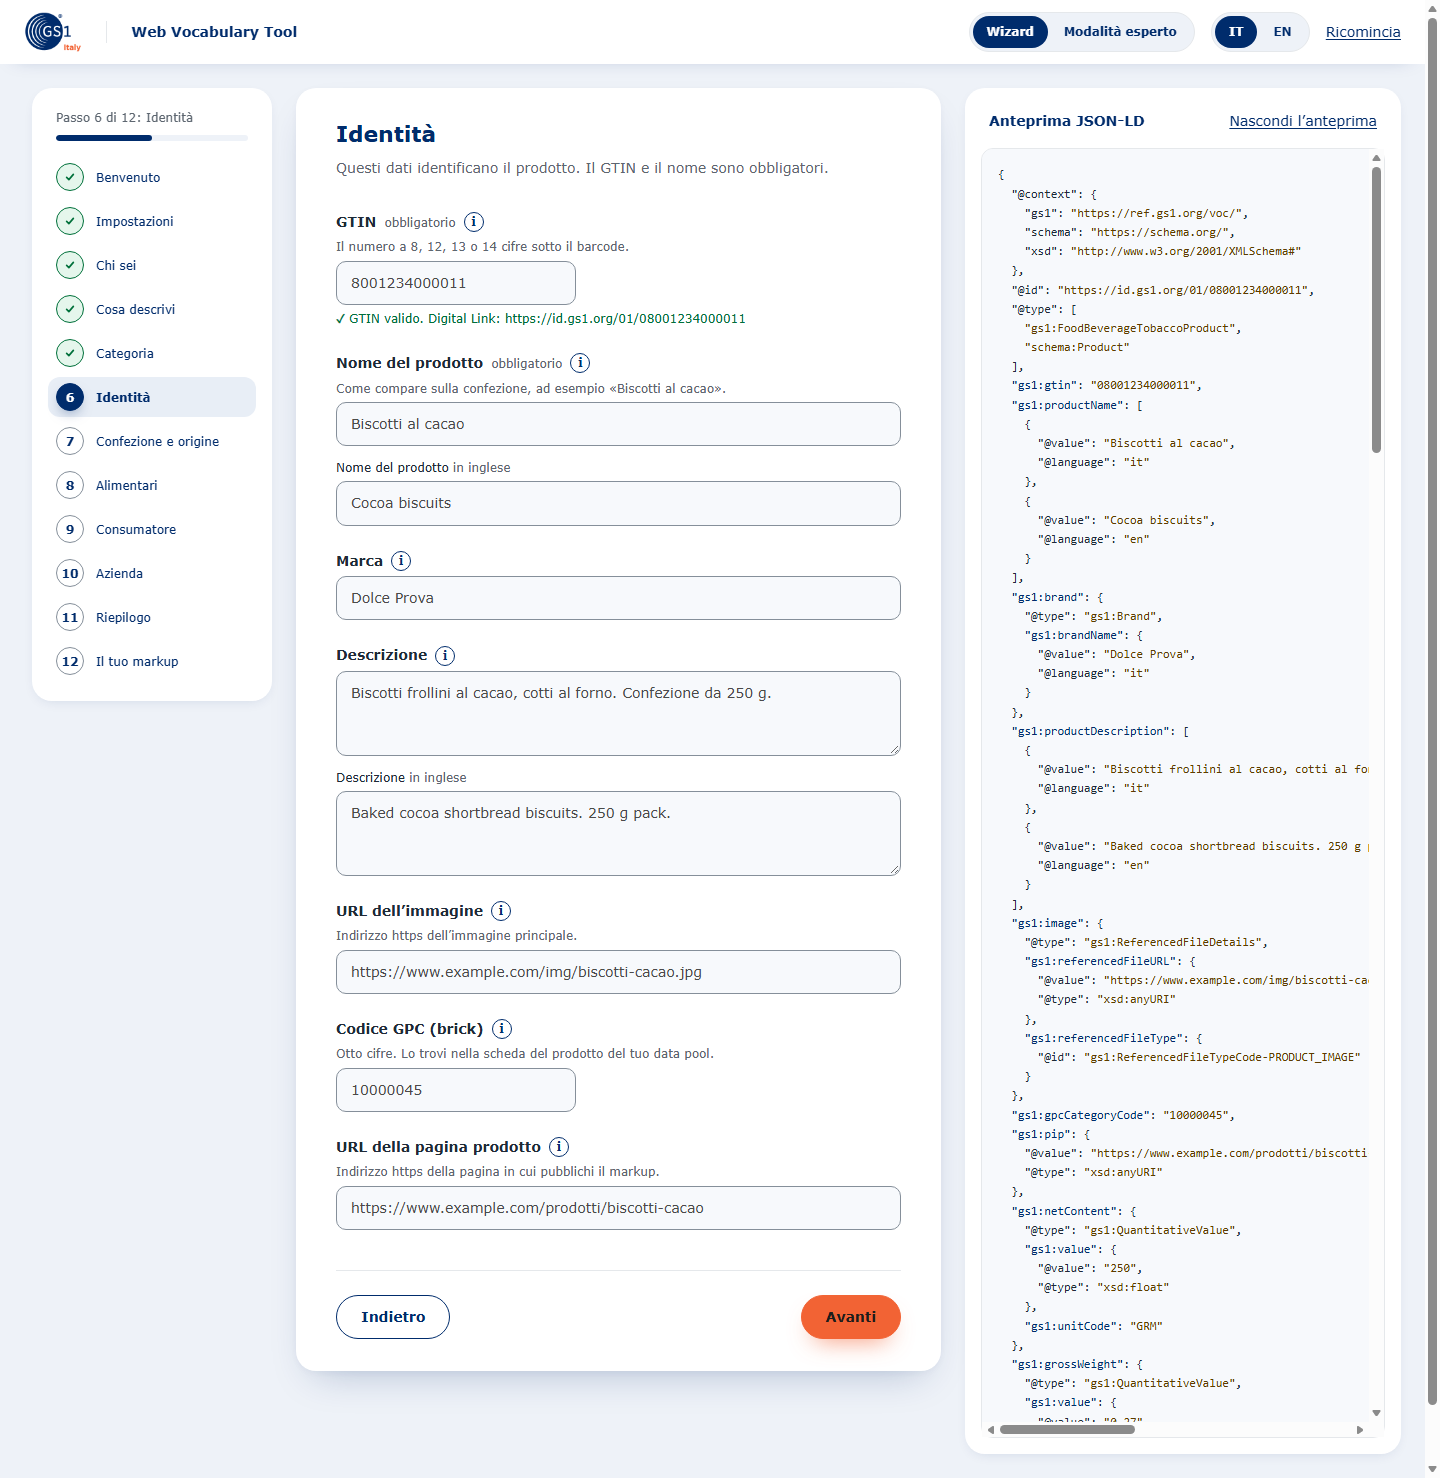 GS1
Italy
Web Vocabulary Tool
Wizard
Modalità esperto
IT
EN
Ricomincia
Passo 6 di 12: Identità
Benvenuto
Impostazioni
Chi sei
Cosa descrivi
Categoria
6 Identità
7 Confezione e origine
8 Alimentari
9 Consumatore
10 Azienda
11 Riepilogo
12 Il tuo markup
Identità
Questi dati identificano il prodotto. Il GTIN e il nome sono obbligatori.
GTIN obbligatorio i
Il numero a 8, 12, 13 o 14 cifre sotto il barcode.
8001234000011
✓ GTIN valido. Digital Link: https://id.gs1.org/01/08001234000011
Nome del prodotto obbligatorio i
Come compare sulla confezione, ad esempio «Biscotti al cacao».
Biscotti al cacao
Nome del prodotto in inglese
Cocoa biscuits
Marca i
Dolce Prova
Descrizione i
Biscotti frollini al cacao, cotti al forno. Confezione da 250 g.
Descrizione in inglese
Baked cocoa shortbread biscuits. 250 g pack.
URL dell’immagine i
Indirizzo https dell’immagine principale.
https://www.example.com/img/biscotti-cacao.jpg
Codice GPC (brick) i
Otto cifre. Lo trovi nella scheda del prodotto del tuo data pool.
10000045
URL della pagina prodotto i
Indirizzo https della pagina in cui pubblichi il markup.
https://www.example.com/prodotti/biscotti-cacao
Indietro
Avanti
Anteprima JSON-LD
Nascondi l’anteprima
{
"@context": {
"gs1": "https://ref.gs1.org/voc/",
"schema": "https://schema.org/",
"xsd": "http://www.w3.org/2001/XMLSchema#"
},
"@id": "https://id.gs1.org/01/08001234000011",
"@type": [
"gs1:FoodBeverageTobaccoProduct",
"schema:Product"
],
"gs1:gtin": "08001234000011",
"gs1:productName": [
{
"@value": "Biscotti al cacao",
"@language": "it"
},
{
"@value": "Cocoa biscuits",
"@language": "en"
}
],
"gs1:brand": {
"@type": "gs1:Brand",
"gs1:brandName": {
"@value": "Dolce Prova",
"@language": "it"
}
},
"gs1:productDescription": [
{
"@value": "Biscotti frollini al cacao, cotti al fo
"@language": "it"
},
{
"@value": "Baked cocoa shortbread biscuits. 250 g
"@language": "en"
}
],
"gs1:image": {
"@type": "gs1:ReferencedFileDetails",
"gs1:referencedFileURL": {
"@value": "https://www.example.com/img/biscotti-ca
"@type": "xsd:anyURI"
},
"gs1:referencedFileType": {
"@id": "gs1:ReferencedFileTypeCode-PRODUCT_IMAGE"
}
},
"gs1:gpcCategoryCode": "10000045",
"gs1:pip": {
"@value": "https://www.example.com/prodotti/biscotti
"@type": "xsd:anyURI"
},
"gs1:netContent": {
"@type": "gs1:QuantitativeValue",
"gs1:value": {
"@value": "250",
"@type": "xsd:float"
},
"gs1:unitCode": "GRM"
},
"gs1:grossWeight": {
"@type": "gs1:QuantitativeValue",
"gs1:value": {
"@value": "0.27"